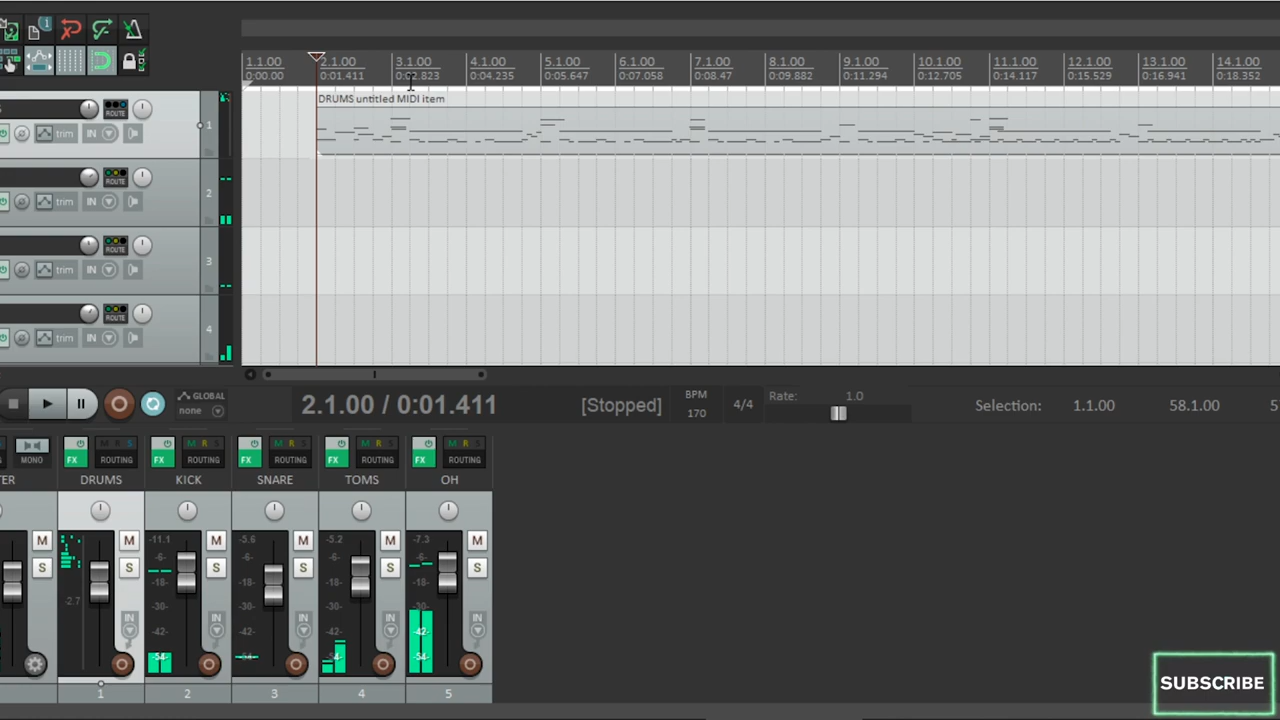 1.1.00 2.1.00 3.1.00 4.1.00 5.1.00 6.1.00 7.1.00 8.1.00 9.1.00 10.1.00 11.1.00 12.1.00 13.1.00 14.1.00
0:00.00 0:01.411 0:02.823 0:04.235 0:05.647 0:07.058 0:08.47 0:09.882 0:11.294 0:12.705 0:14.117 0:15.529 0:16.941 0:18.352
DRUMS untitled MIDI item
ROUTE
trim IN 1
ROUTE
trim IN 2
ROUTE
trim IN 3
ROUTE
trim IN 4
GLOBAL
none
2.1.00 / 0:01.411
[Stopped]
BPM
170
4/4
Rate: 1.0
Selection: 1.1.00 58.1.00
MONO FX M R S ROUTING FX M R S ROUTING FX M R S ROUTING FX M R S ROUTING FX M R S ROUTING
TER DRUMS KICK SNARE TOMS OH
-11.1 -5.6 -5.2 -7.3
M M M M M M
-6- -6- -6- -6-
S S S S S S
-18- -18- -18- -18-
-2.7 -30- -30- -30- -30-
IN IN IN IN IN
-42- -42- -42- -42-
-54- -54- -54-
1 2 3 4 5
SUBSCRIBE